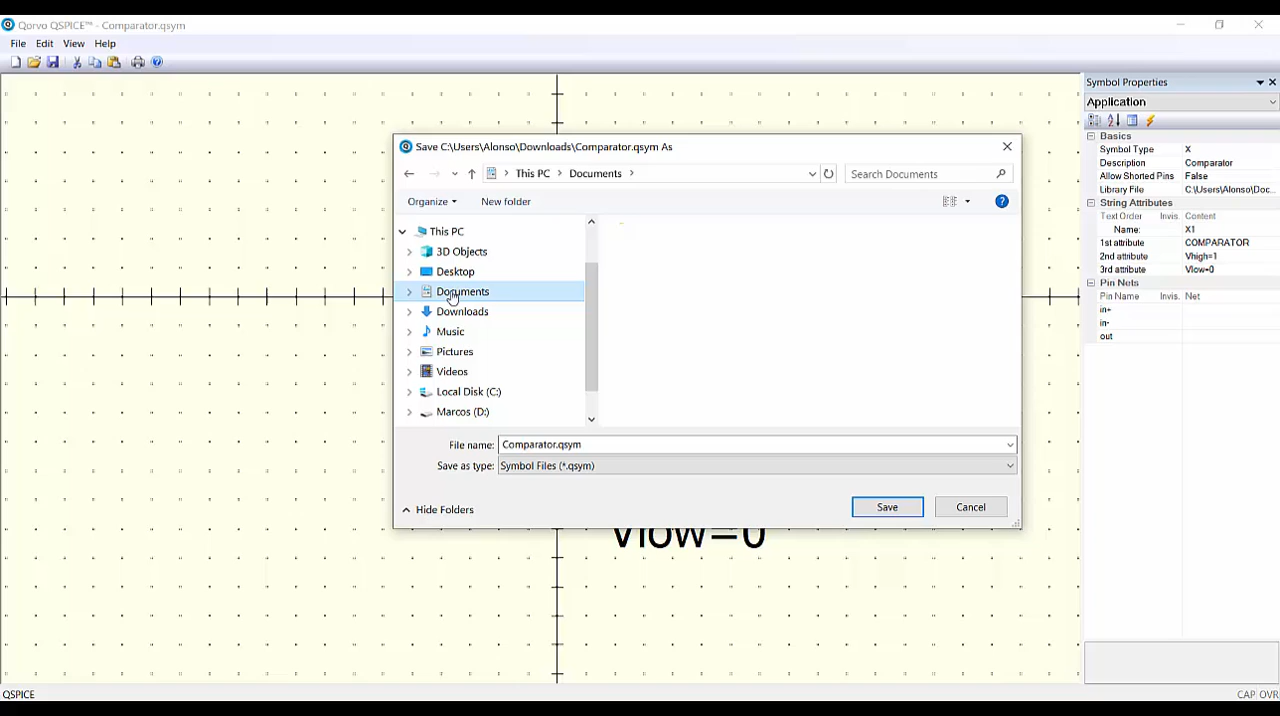 Qorvo QSPICE™ - Comparator.qsym
File Edit View Help
Symbol Properties
Application
Basics
Symbol Type X
Description Comparator
Allow Shorted Pins False
Library File C:\Users\Alonso\Doc...
String Attributes
Text Order Invis. Content
Name: X1
1st attribute COMPARATOR
2nd attribute Vhigh=1
3rd attribute Vlow=0
Pin Nets
Pin Name Invis. Net
in+
in-
out
Save C:\Users\Alonso\Downloads\Comparator.qsym As
This PC > Documents >
Search Documents
Organize
New folder
This PC
3D Objects
Desktop
Documents
Downloads
Music
Pictures
Videos
Local Disk (C:)
Marcos (D:)
File name: Comparator.qsym
Save as type: Symbol Files (*.qsym)
Hide Folders
Save
Cancel
Vlow=0
QSPICE
CAP OVR